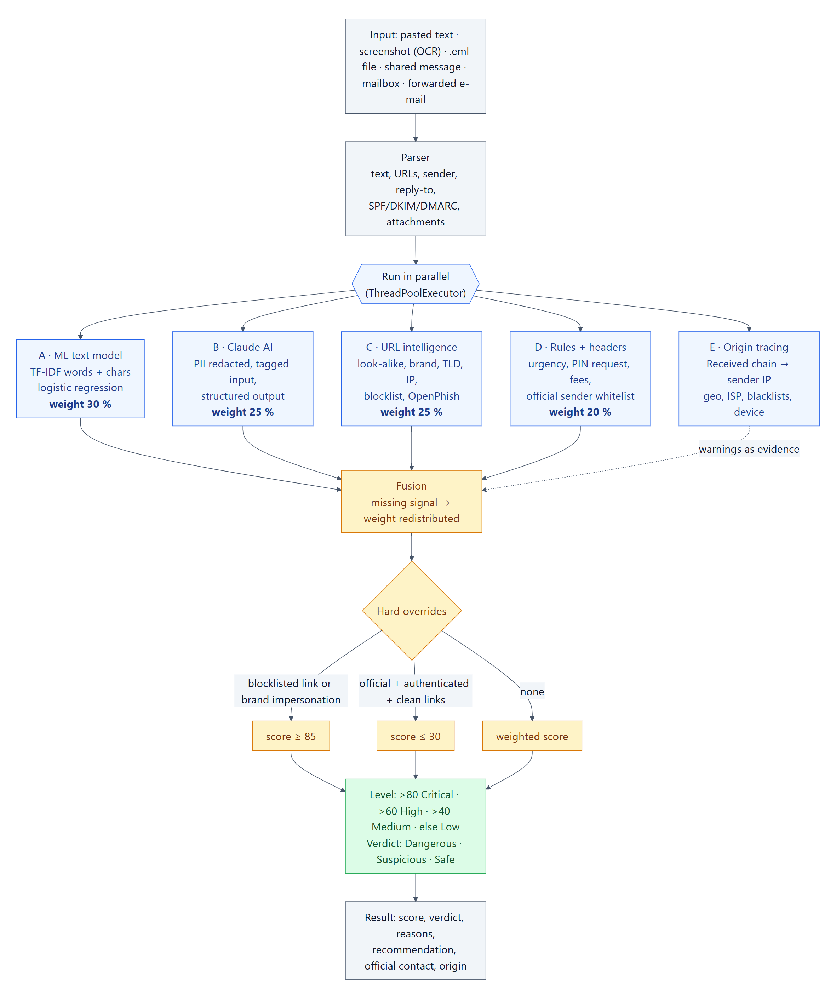 Input: pasted text ·
screenshot (OCR) · .eml
file · shared message ·
mailbox · forwarded e-
mail
Parser
text, URLs, sender,
reply-to,
SPF/DKIM/DMARC,
attachments
Run in parallel
(ThreadPoolExecutor)
A · ML text model
TF-IDF words + chars
logistic regression
weight 30 %
B · Claude AI
PII redacted, tagged
input,
structured output
weight 25 %
C · URL intelligence
look-alike, brand, TLD,
IP,
blocklist, OpenPhish
weight 25 %
D · Rules + headers
urgency, PIN request,
fees,
official sender whitelist
weight 20 %
E · Origin tracing
Received chain →
sender IP
geo, ISP, blacklists,
device
warnings as evidence
Fusion
missing signal ⇒
weight redistributed
Hard overrides
blocklisted link or
brand impersonation
official + authenticated
+ clean links
none
score ≥ 85
score ≤ 30
weighted score
Level: >80 Critical ·
>60 High · >40
Medium · else Low
Verdict: Dangerous ·
Suspicious · Safe
Result: score, verdict,
reasons,
recommendation,
official contact, origin